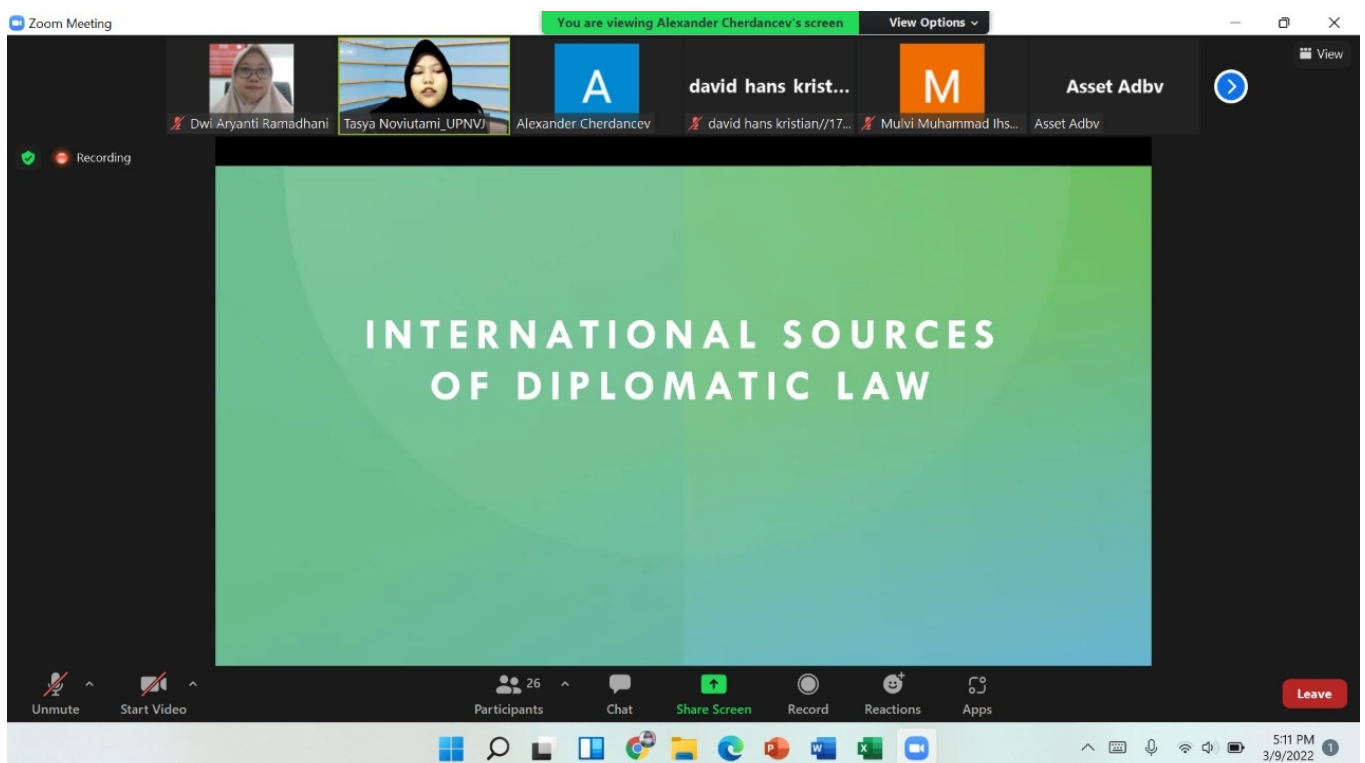 Zoom Meeting
You are viewing Alexander Cherdancev's screen
View Options
View
david hans krist...
Asset Adbv
A
M
Dwi Aryanti Ramadhani
Tasya Noviutami_UPNVJ
Alexander Cherdancev
david hans kristian//17...
Mulvi Muhammad Ihs...
Asset Adbv
Recording
INTERNATIONAL SOURCES
OF DIPLOMATIC LAW
Unmute
Start Video
26
Participants
Chat
Share Screen
Record
Reactions
Apps
Leave
5:11 PM
3/9/2022
1